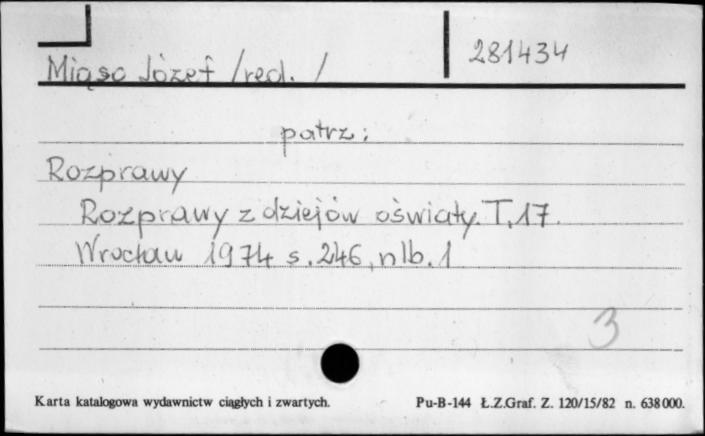 281434
Miąso Józef /red. /
patrz:
Rozprawy
Rozprawy z dziejów oświaty. T. 17.
Wrocław 1974 s. 246, nlb. 1
3
Karta katalogowa wydawnictw ciągłych i zwartych. Pu-B-144 Ł.Z.Graf. Z. 120/15/82 n. 638000.